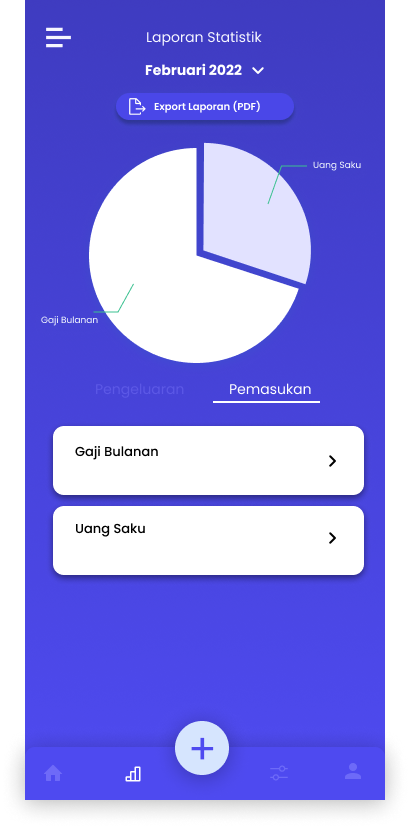 Laporan Statistik
Februari 2022
Export Laporan (PDF)
Uang Saku
Gaji Bulanan
Pengeluaran
Pemasukan
Gaji Bulanan
Uang Saku